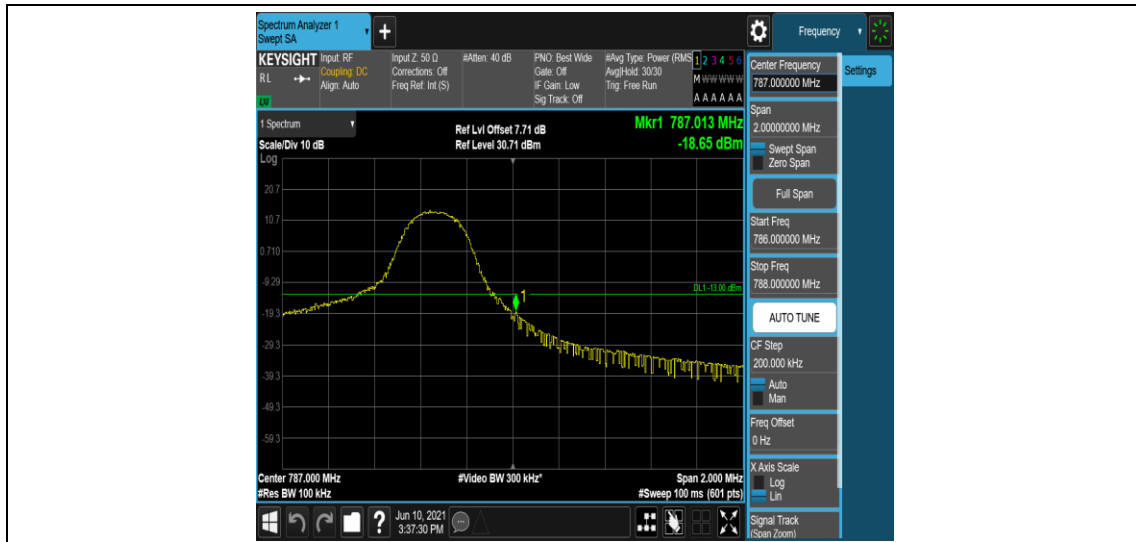 Spectrum Analyzer 1
Swept SA
+
Frequency
KEYSIGHT
RL
Input: RF
Coupling: DC
Align: Auto
Input Z: 50 Ω
Corrections: Off
Freq Ref: Int (S)
#Atten: 40 dB
PNO: Best Wide
Gate: Off
IF Gain: Low
Sig Track: Off
#Avg Type: Power (RMS
Avg|Hold: 30/30
Trig: Free Run
1 2 3 4 5 6
M W W W W W
A A A A A A
1 Spectrum
Scale/Div 10 dB
Ref Lvl Offset 7.71 dB
Ref Level 30.71 dBm
Mkr1 787.013 MHz
-18.65 dBm
Log
20.7
10.7
0.710
-9.29
-19.3
-29.3
-39.3
-49.3
-59.3
DL1 -13.00 dBm
1
Center 787.000 MHz
#Res BW 100 kHz
#Video BW 300 kHz*
Span 2.000 MHz
#Sweep 100 ms (601 pts)
Center Frequency
787.000000 MHz
Settings
Span
2.00000000 MHz
Swept Span
Zero Span
Full Span
Start Freq
786.000000 MHz
Stop Freq
788.000000 MHz
AUTO TUNE
CF Step
200.000 kHz
Auto
Man
Freq Offset
0 Hz
X Axis Scale
Log
Lin
Signal Track
(Span Zoom)
?
Jun 10, 2021
3:37:30 PM